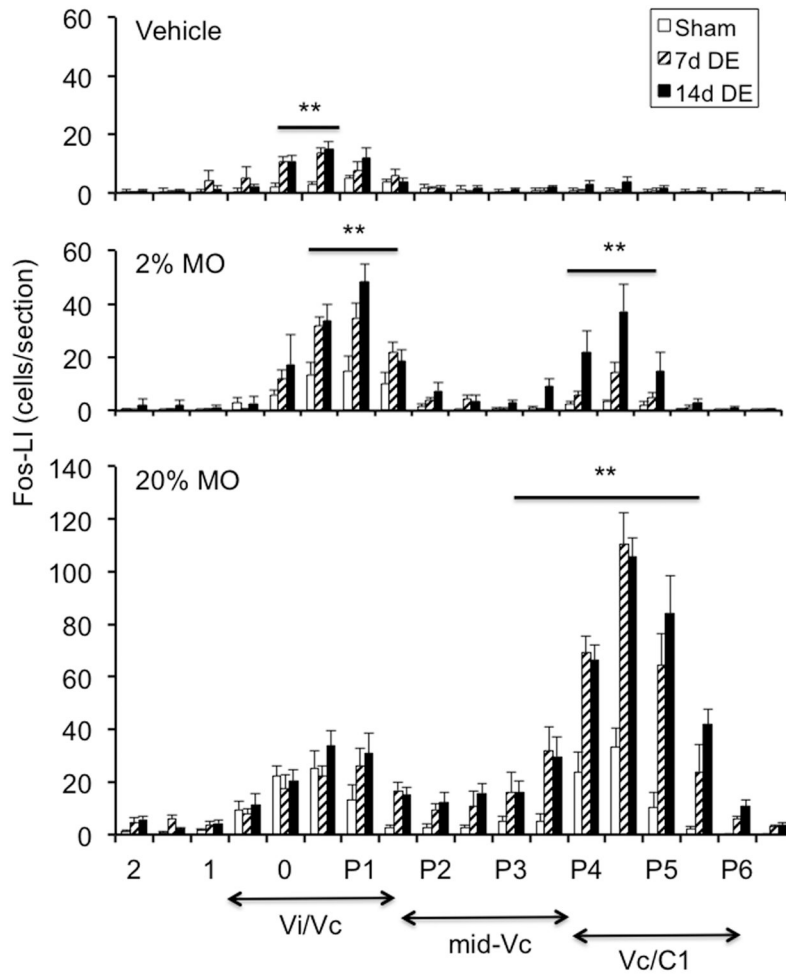 60
Vehicle
Sham
7d DE
14d DE
40
**
20
0
60
2% MO
**
**
40
20
0
Fos-LI (cells/section)
140
20% MO
**
120
100
80
60
40
20
0
2 1 0 P1 P2 P3 P4 P5 P6
Vi/Vc
mid-Vc
Vc/C1